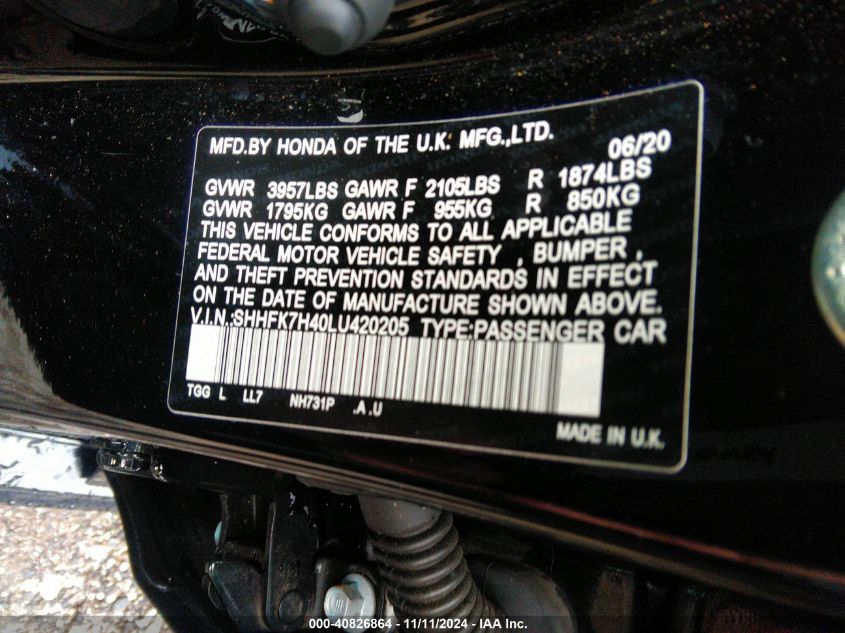 MFD.BY HONDA OF THE U.K. MFG.,LTD. 06/20
GVWR 3957LBS GAWR F 2105LBS R 1874LBS
GVWR 1795KG GAWR F 955KG R 850KG
THIS VEHICLE CONFORMS TO ALL APPLICABLE
FEDERAL MOTOR VEHICLE SAFETY , BUMPER ,
AND THEFT PREVENTION STANDARDS IN EFFECT
ON THE DATE OF MANUFACTURE SHOWN ABOVE.
V.I.N.:SHHFK7H40LU420205 TYPE:PASSENGER CAR
TGG L LL7 NH731P .A .U
MADE IN U.K.
000-40826864 - 11/11/2024 - IAA Inc.